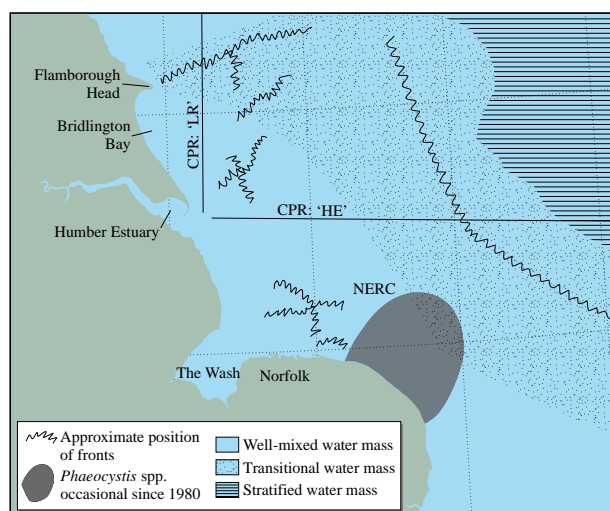 Flamborough
Head
Bridlington
Bay
CPR: 'LR'
CPR: 'HE'
Humber Estuary
NERC
The Wash
Norfolk
Approximate position
of fronts
Phaeocystis spp.
occasional since 1980
Well-mixed water mass
Transitional water mass
Stratified water mass